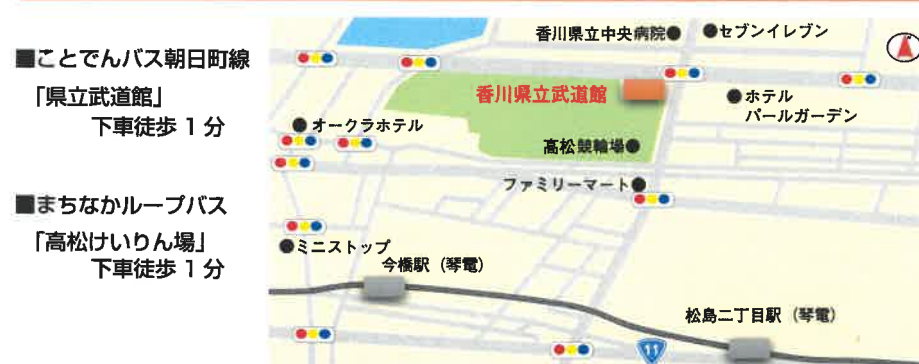 ■ことでんバス朝日町線
「県立武道館」
下車徒歩 1 分
■まちなかループバス
「高松けいりん場」
下車徒歩 1 分
香川県立中央病院●
●セブンイレブン
香川県立武道館
●ホテル
パールガーデン
●オークラホテル
高松競輪場●
ファミリーマート●
●ミニストップ
今橋駅（琴電）
松島二丁目駅（琴電）
11